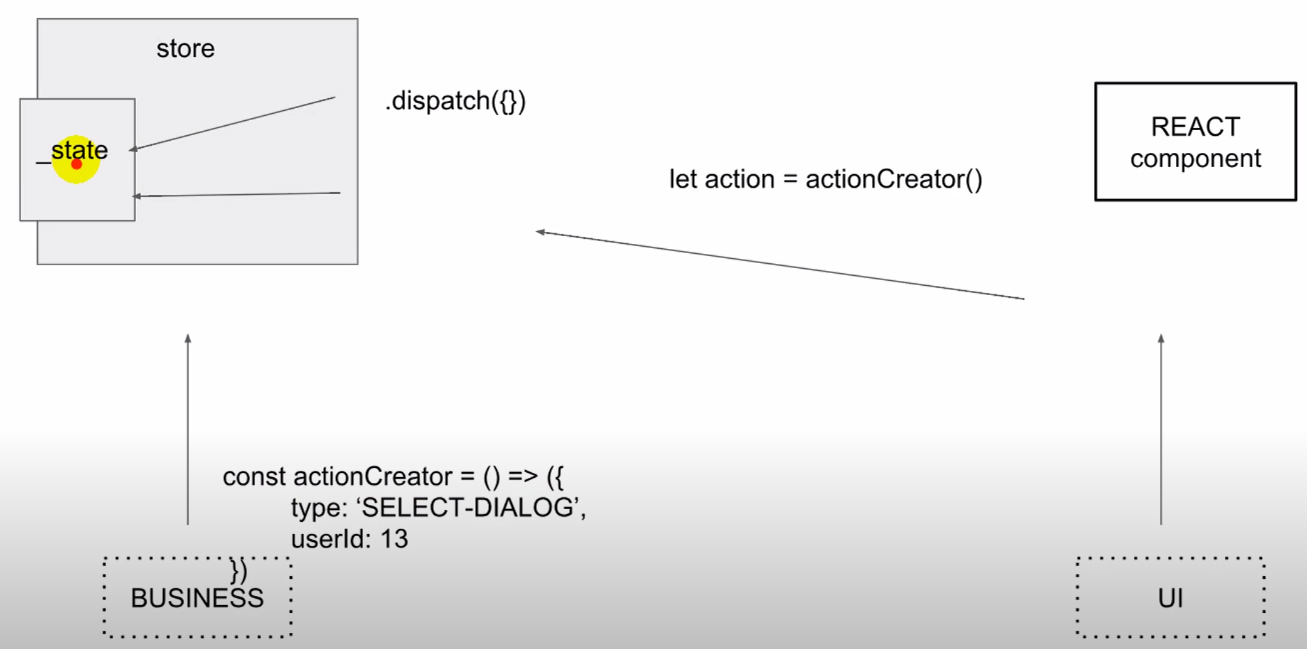 store
.dispatch({})
REACT
component
_state
let action = actionCreator()
const actionCreator = () => ({
type: ‘SELECT-DIALOG’,
userId: 13
})
BUSINESS
UI